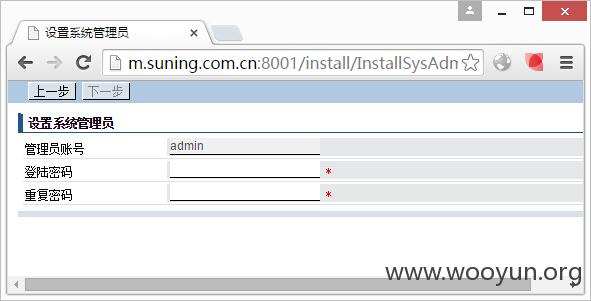 设置系统管理员
m.suning.com.cn:8001/install/InstallSysAdm
上一步 下一步
设置系统管理员
管理员账号 admin
登陆密码 *
重复密码 *
www.wooyun.org